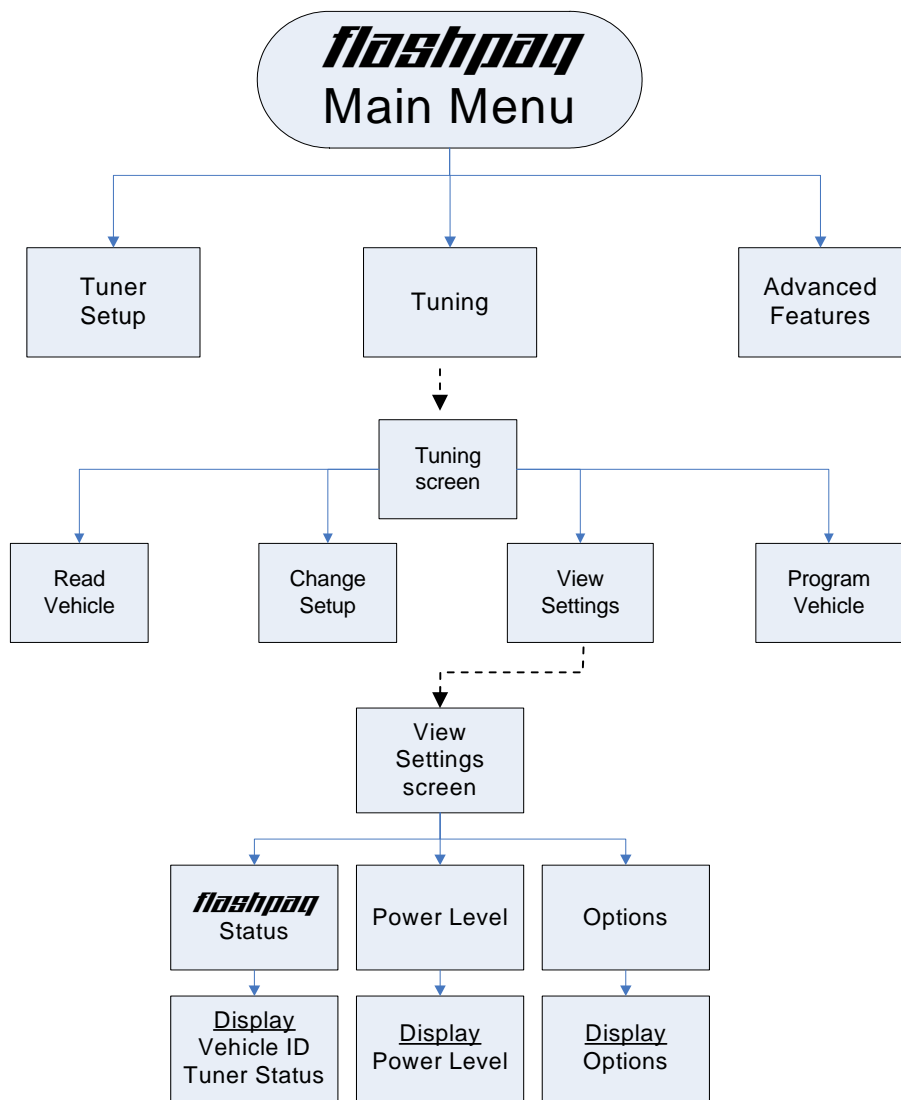 flashpaq
Main Menu
Tuner
Setup
Tuning
Advanced
Features
Tuning
screen
Read
Vehicle
Change
Setup
View
Settings
Program
Vehicle
View
Settings
screen
flashpaq
Status
Power Level
Options
Display
Vehicle ID
Tuner Status
Display
Power Level
Display
Options